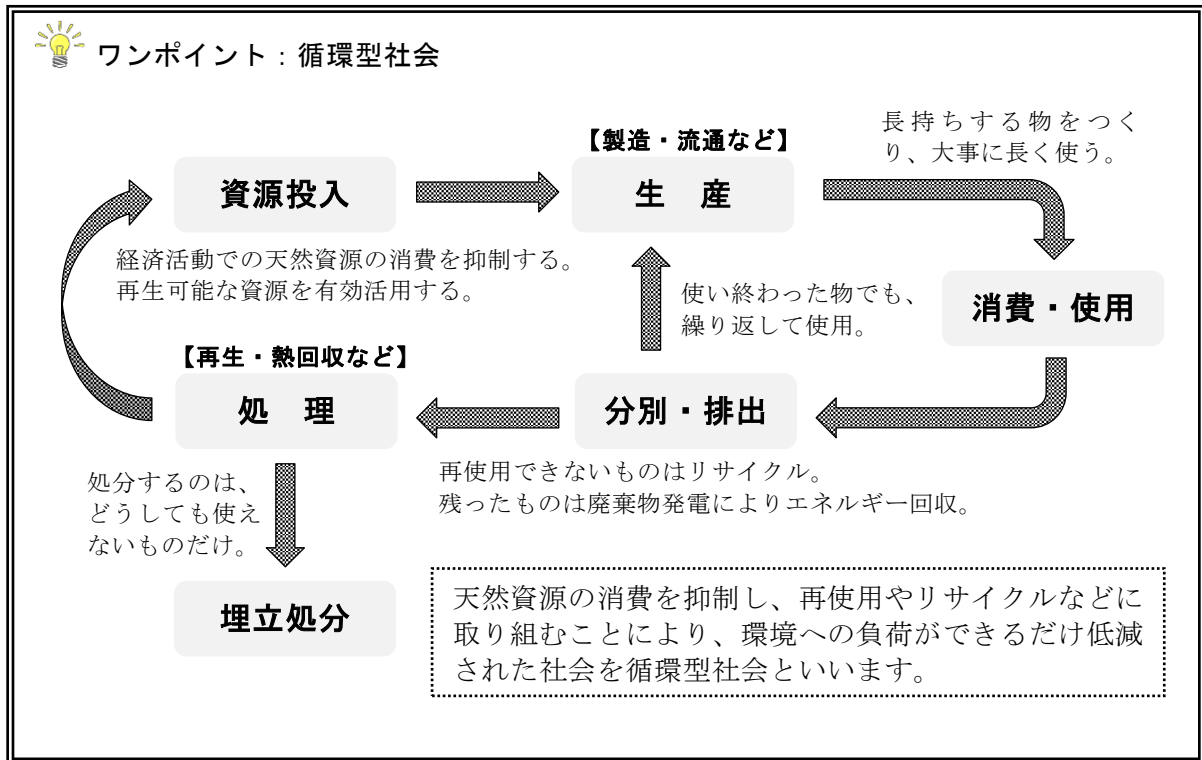 ワンポイント：循環型社会
長持ちする物をつく
り、大事に長く使う。
【製造・流通など】
資源投入
生　産
経済活動での天然資源の消費を抑制する。
再生可能な資源を有効活用する。
使い終わった物でも、
繰り返して使用。
消費・使用
【再生・熱回収など】
処　理
分別・排出
再使用できないものはリサイクル。
残ったものは廃棄物発電によりエネルギー回収。
処分するのは、
どうしても使え
ないものだけ。
埋立処分
天然資源の消費を抑制し、再使用やリサイクルなどに
取り組むことにより、環境への負荷ができるだけ低減
された社会を循環型社会といいます。